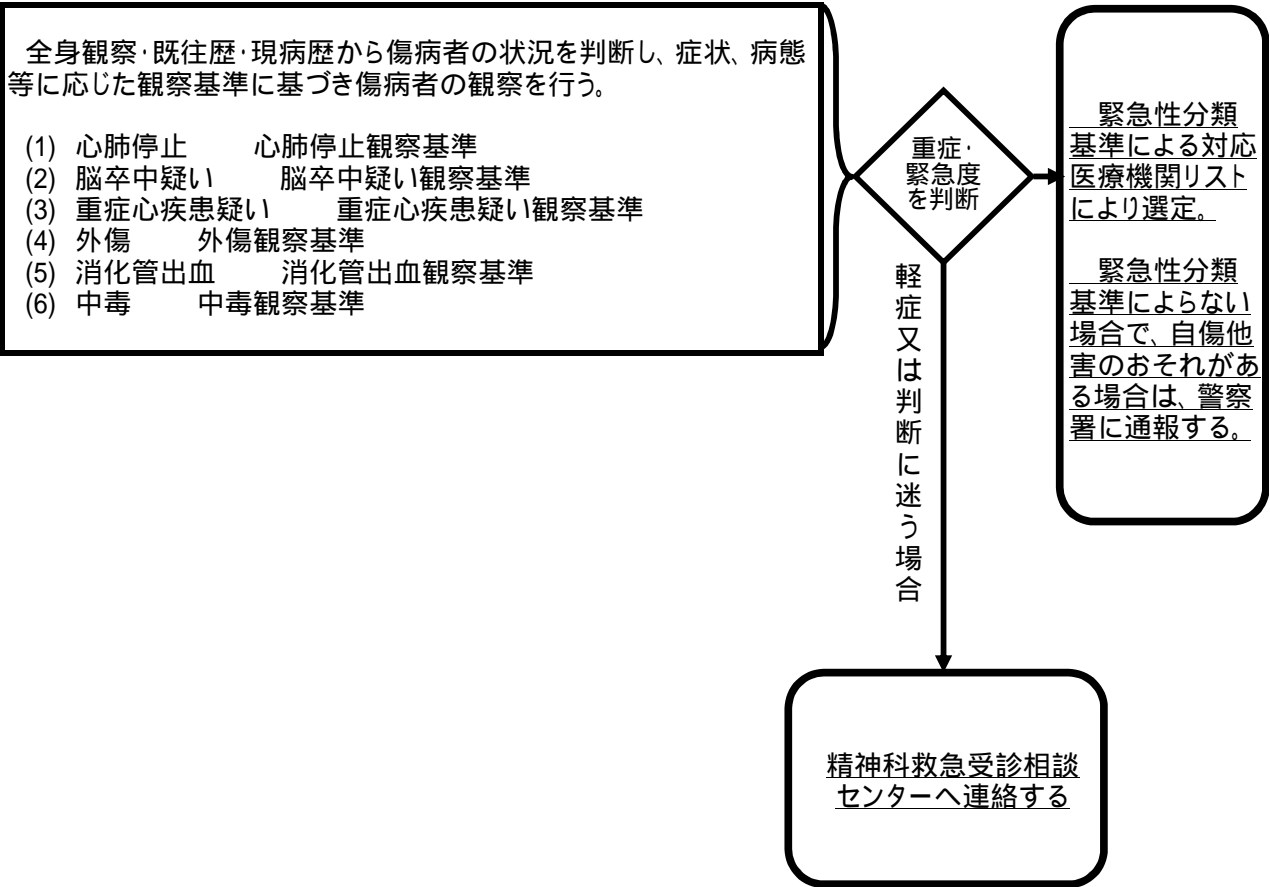 全身観察･既往歴･現病歴から傷病者の状況を判断し、症状、病態
等に応じた観察基準に基づき傷病者の観察を行う。
(1) 心肺停止　　　心肺停止観察基準
(2) 脳卒中疑い　　　脳卒中疑い観察基準
(3) 重症心疾患疑い　　　重症心疾患疑い観察基準
(4) 外傷　　　外傷観察基準
(5) 消化管出血　　　消化管出血観察基準
(6) 中毒　　　中毒観察基準
重症･
緊急度
を判断
緊急性分類
基準による対応
医療機関リスト
により選定。
緊急性分類
基準によらない
場合で、自傷他
害のおそれがあ
る場合は、警察
署に通報する。
軽症又は判断に迷う場合
精神科救急受診相談
センターへ連絡する